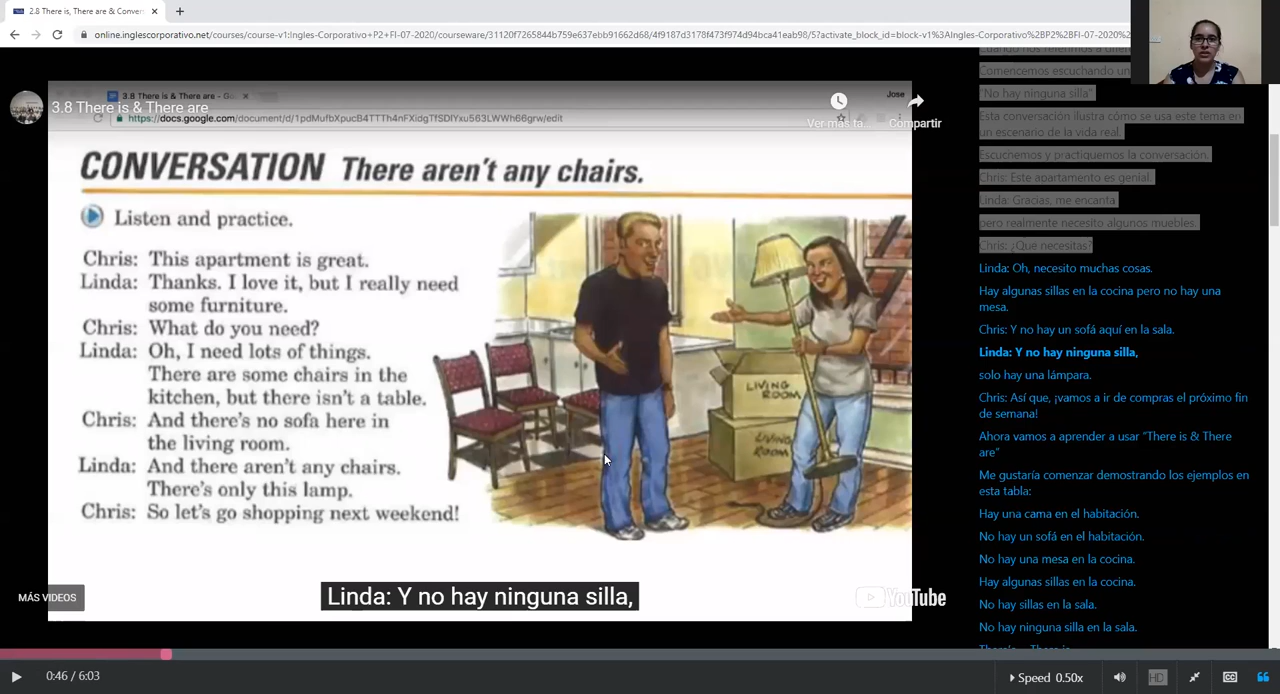 2.8 There is, There are & Conver
online.inglescorporativo.net/courses/course-v1:Ingles-Corporativo+P2+FI-07-2020/courseware/31120f7265844b759e637ebb91662d68/4f9187d3178f473f974d94bca41eab98/5?activate_block_id=block-v1%3AIngles-Corporativo%2BP2%2BFI-07-2020%
3.8 There is & There are - Go
Jose
3.8 There is & There are
https://docs.google.com/document/d/1pdMufbXpucB4TTTh4nFXidgTfSDIYxu563LWWh66grw/edit
Ver más ta...
Compartir
CONVERSATION There aren't any chairs.
Listen and practice.
Chris: This apartment is great.
Linda: Thanks. I love it, but I really need
some furniture.
Chris: What do you need?
Linda: Oh, I need lots of things.
There are some chairs in the
kitchen, but there isn't a table.
Chris: And there's no sofa here in
the living room.
Linda: And there aren't any chairs.
There's only this lamp.
Chris: So let's go shopping next weekend!
LIVING
ROOM
LIVING
ROOM
MÁS VIDEOS
Linda: Y no hay ninguna silla,
YouTube
Comencemos escuchando un
"No hay ninguna silla"
Esta conversación ilustra cómo se usa este tema en
un escenario de la vida real.
Escuchemos y practiquemos la conversación.
Chris: Este apartamento es genial.
Linda: Gracias, me encanta
pero realmente necesito algunos muebles.
Chris: ¿Que necesitas?
Linda: Oh, necesito muchas cosas.
Hay algunas sillas en la cocina pero no hay una
mesa.
Chris: Y no hay un sofá aquí en la sala.
Linda: Y no hay ninguna silla,
solo hay una lámpara.
Chris: Así que, ¡vamos a ir de compras el próximo fin
de semana!
Ahora vamos a aprender a usar "There is & There
are"
Me gustaría comenzar demostrando los ejemplos en
esta tabla:
Hay una cama en el habitación.
No hay un sofá en el habitación.
No hay una mesa en la cocina.
Hay algunas sillas en la cocina.
No hay sillas en la sala.
No hay ninguna silla en la sala.
0:46 / 6:03
Speed 0.50x
HD
CC